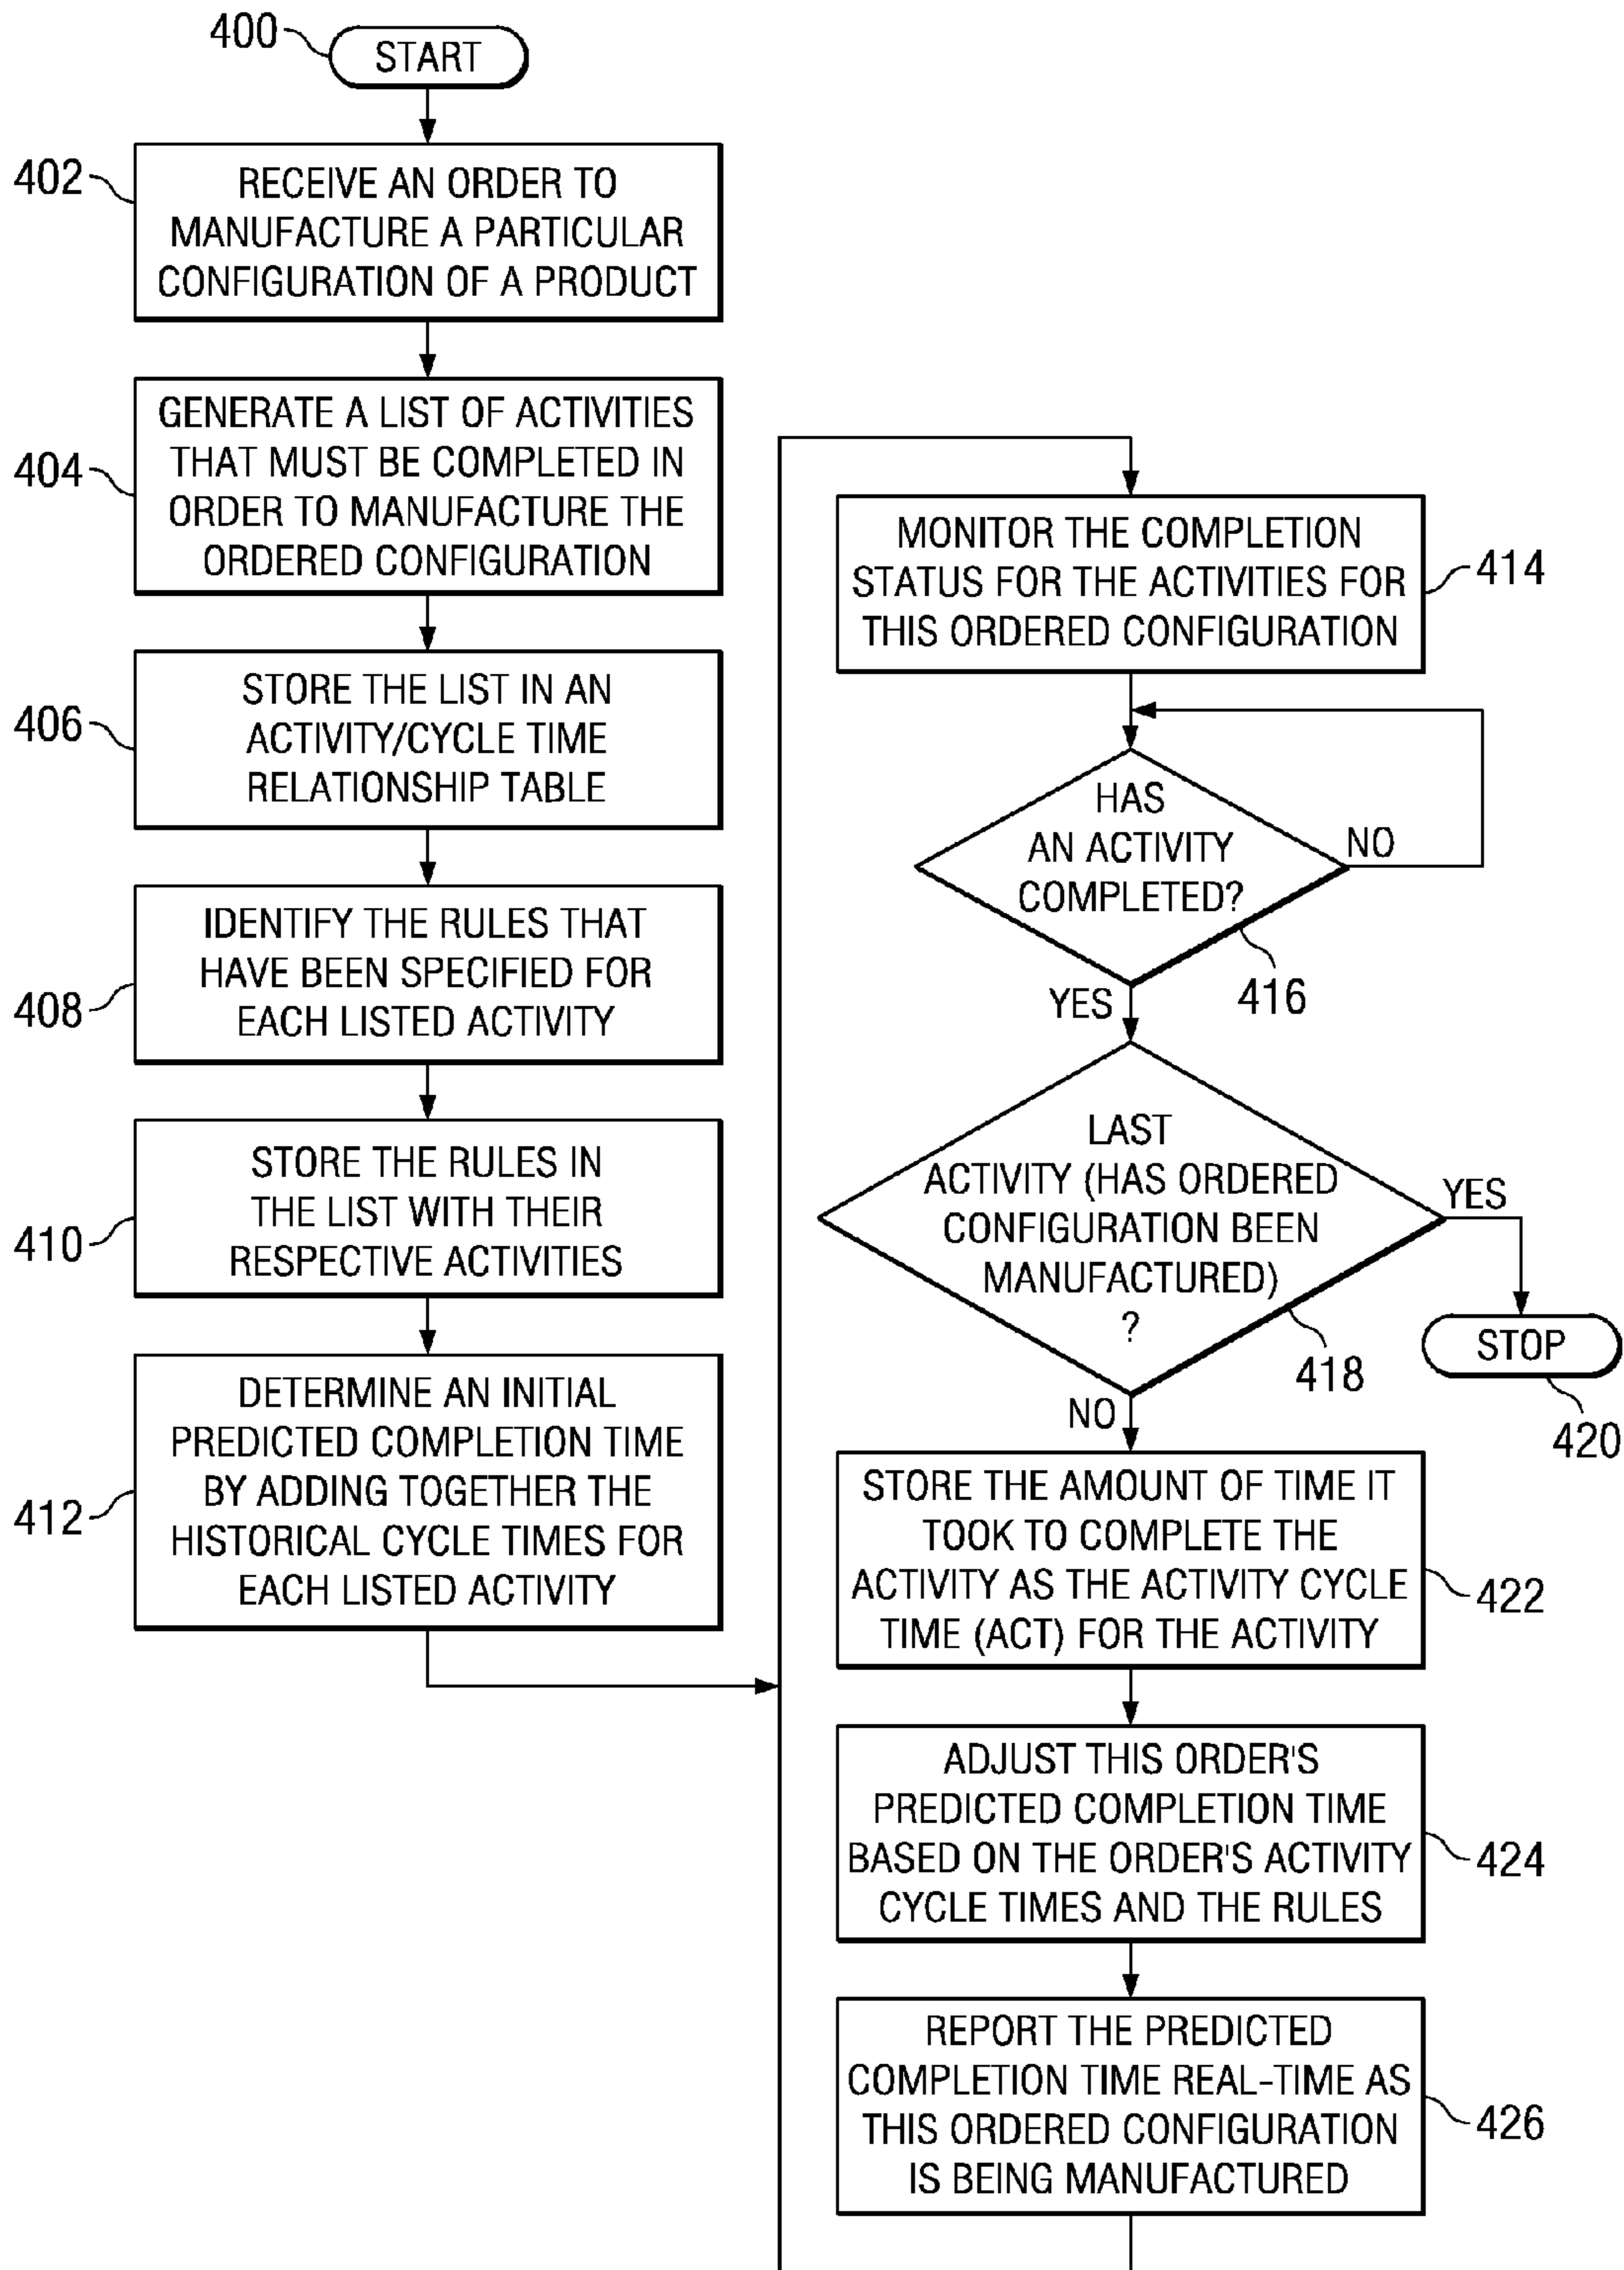 400
START
402
RECEIVE AN ORDER TO
MANUFACTURE A PARTICULAR
CONFIGURATION OF A PRODUCT
404
GENERATE A LIST OF ACTIVITIES
THAT MUST BE COMPLETED IN
ORDER TO MANUFACTURE THE
ORDERED CONFIGURATION
406
STORE THE LIST IN AN
ACTIVITY/CYCLE TIME
RELATIONSHIP TABLE
408
IDENTIFY THE RULES THAT
HAVE BEEN SPECIFIED FOR
EACH LISTED ACTIVITY
410
STORE THE RULES IN
THE LIST WITH THEIR
RESPECTIVE ACTIVITIES
412
DETERMINE AN INITIAL
PREDICTED COMPLETION TIME
BY ADDING TOGETHER THE
HISTORICAL CYCLE TIMES FOR
EACH LISTED ACTIVITY
MONITOR THE COMPLETION
STATUS FOR THE ACTIVITIES FOR
THIS ORDERED CONFIGURATION
414
HAS
AN ACTIVITY
COMPLETED?
NO
416
YES
LAST
ACTIVITY (HAS ORDERED
CONFIGURATION BEEN
MANUFACTURED)
?
YES
418
STOP
420
NO
STORE THE AMOUNT OF TIME IT
TOOK TO COMPLETE THE
ACTIVITY AS THE ACTIVITY CYCLE
TIME (ACT) FOR THE ACTIVITY
422
ADJUST THIS ORDER'S
PREDICTED COMPLETION TIME
BASED ON THE ORDER'S ACTIVITY
CYCLE TIMES AND THE RULES
424
REPORT THE PREDICTED
COMPLETION TIME REAL-TIME AS
THIS ORDERED CONFIGURATION
IS BEING MANUFACTURED
426